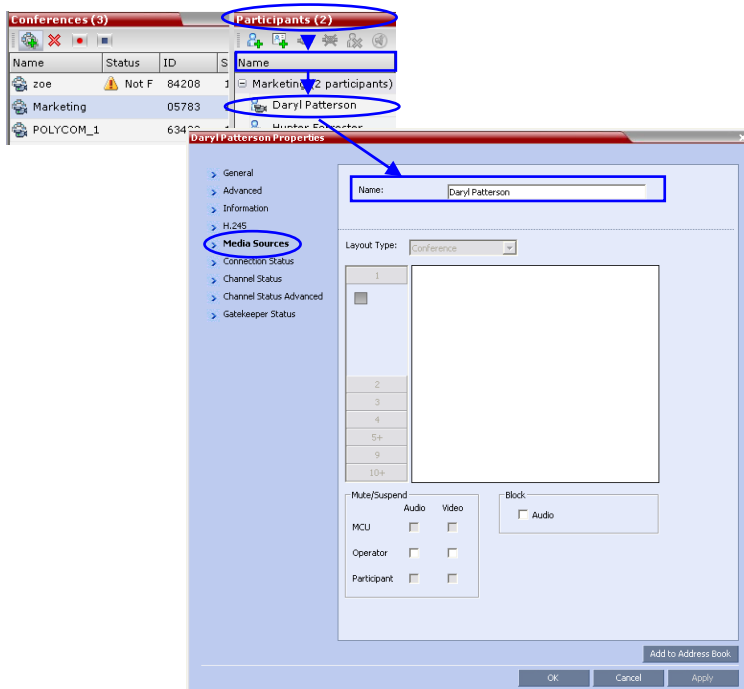 Conferences (3)
Participants (2)
Name Status ID S
Name
zoe Not F 84208 1
Marketing (2 participants)
Marketing 05783
Daryl Patterson
POLYCOM_1
Daryl Patterson Properties
General
Advanced
Information
H.245
Media Sources
Connection Status
Channel Status
Channel Status Advanced
Gatekeeper Status
Name: Daryl Patterson
Layout Type: Conference
1
2
3
4
5+
9
10+
Mute/Suspend
Audio Video
MCU
Operator
Participant
Block
Audio
Add to Address Book
OK Cancel Apply